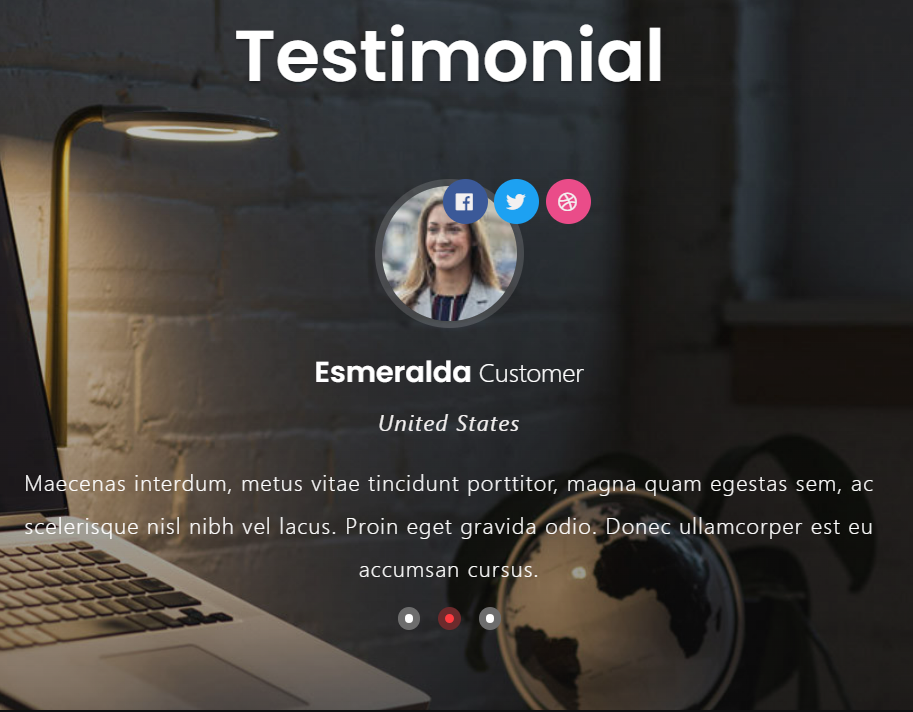 Testimonial
Esmeralda Customer
United States
Maecenas interdum, metus vitae tincidunt porttitor, magna quam egestas sem, ac
scelerisque nisl nibh vel lacus. Proin eget gravida odio. Donec ullamcorper est eu
accumsan cursus.